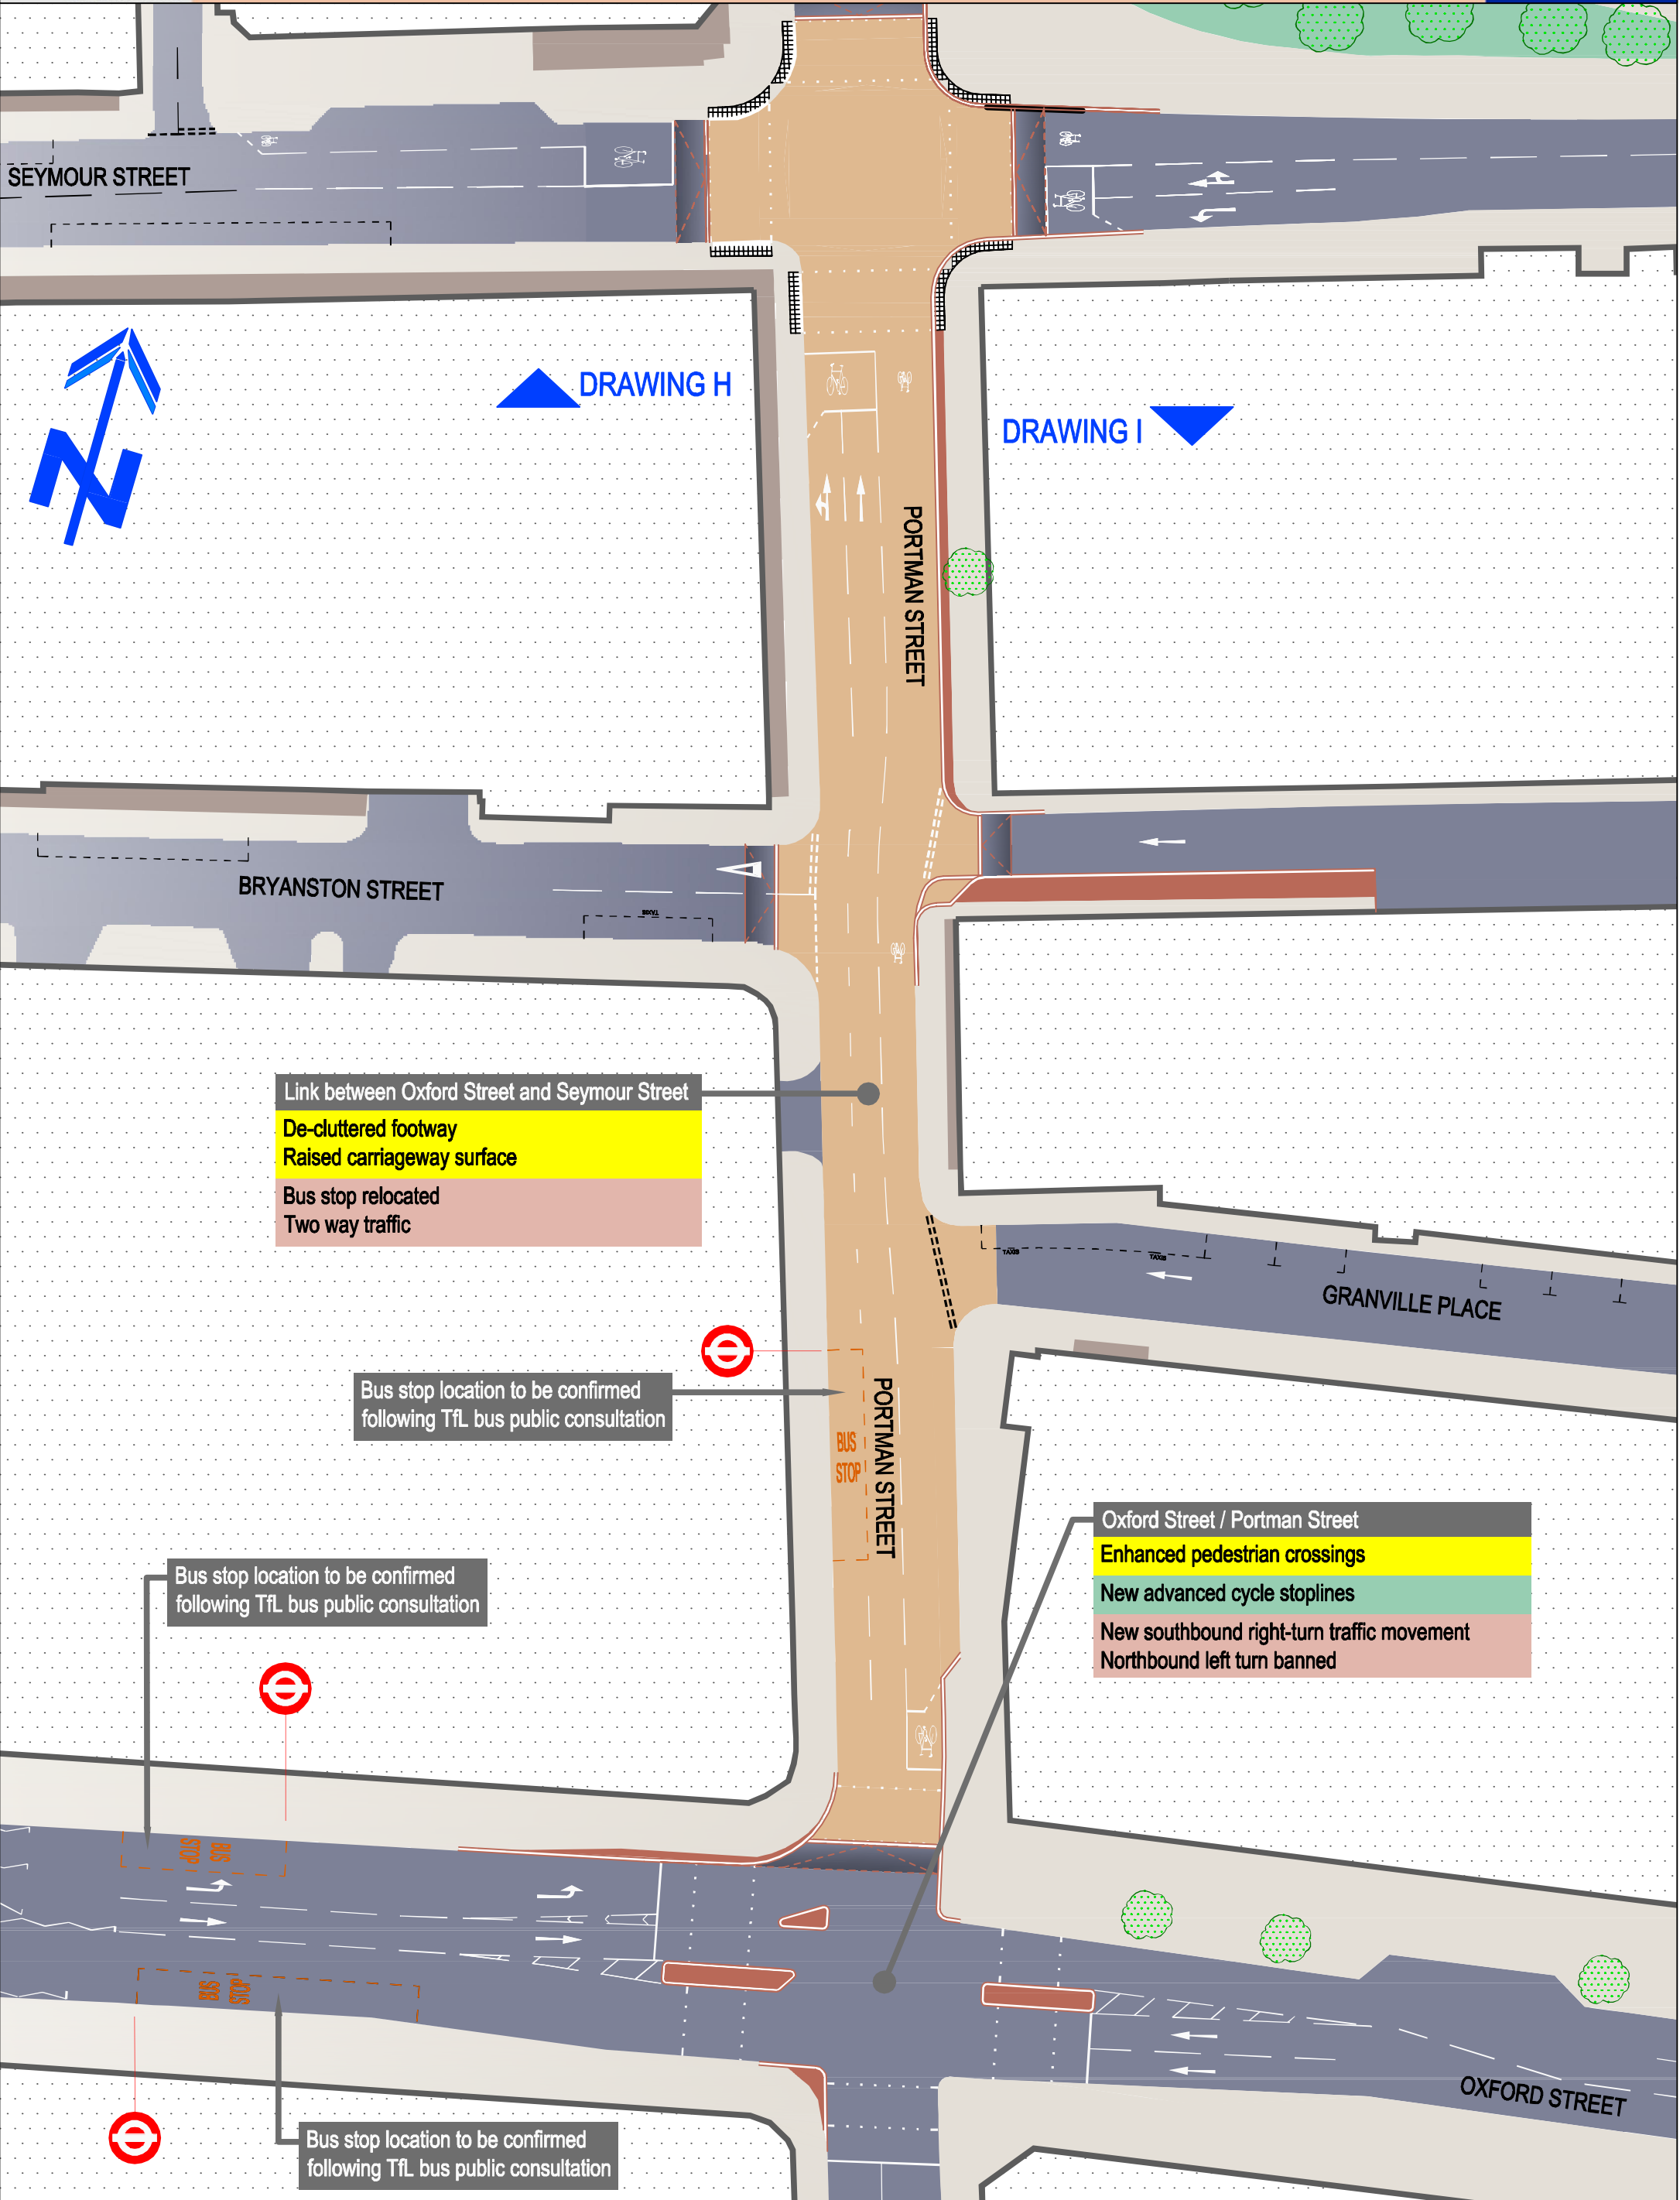 SEYMOUR STREET
N
DRAWING H
DRAWING I
PORTMAN STREET
BRYANSTON STREET
TAXIS
Link between Oxford Street and Seymour Street
De-cluttered footway
Raised carriageway surface
Bus stop relocated
Two way traffic
TAXIS
TAXIS
GRANVILLE PLACE
Bus stop location to be confirmed
following TfL bus public consultation
BUS
STOP
PORTMAN STREET
Oxford Street / Portman Street
Enhanced pedestrian crossings
New advanced cycle stoplines
New southbound right-turn traffic movement
Northbound left turn banned
Bus stop location to be confirmed
following TfL bus public consultation
BUS
STOP
BUS
STOP
OXFORD STREET
Bus stop location to be confirmed
following TfL bus public consultation